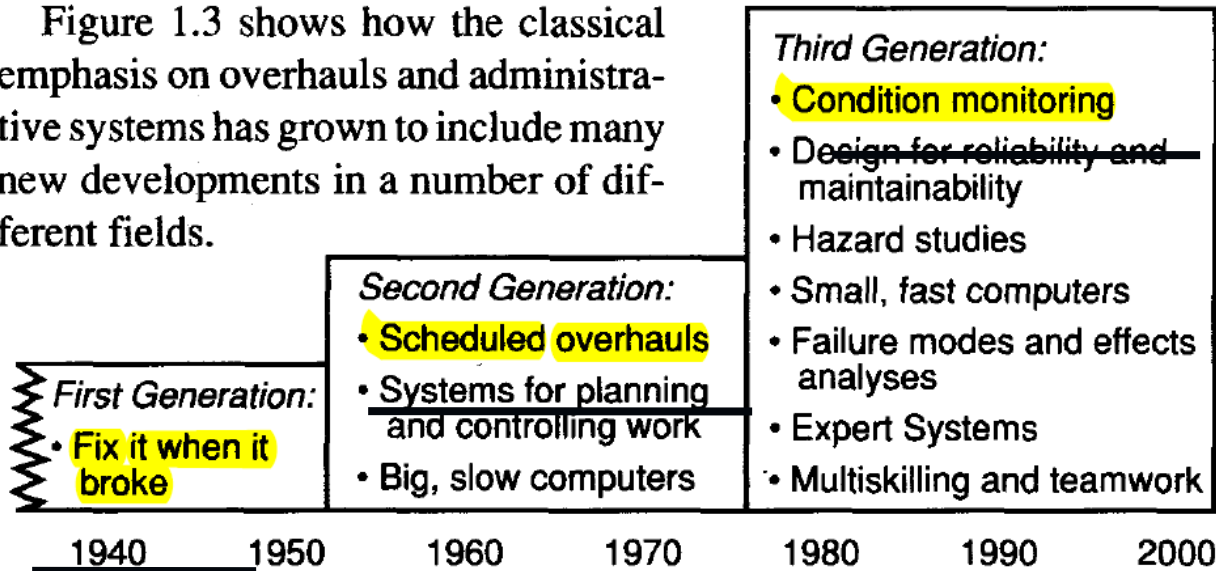 Figure 1.3 shows how the classical
emphasis on overhauls and administra-
tive systems has grown to include many
new developments in a number of dif-
ferent fields.
First Generation:
• Fix it when it
broke
Second Generation:
• Scheduled overhauls
• Systems for planning
and controlling work
• Big, slow computers
Third Generation:
• Condition monitoring
• Design for reliability and
maintainability
• Hazard studies
• Small, fast computers
• Failure modes and effects
analyses
• Expert Systems
• Multiskilling and teamwork
1940 1950 1960 1970 1980 1990 2000